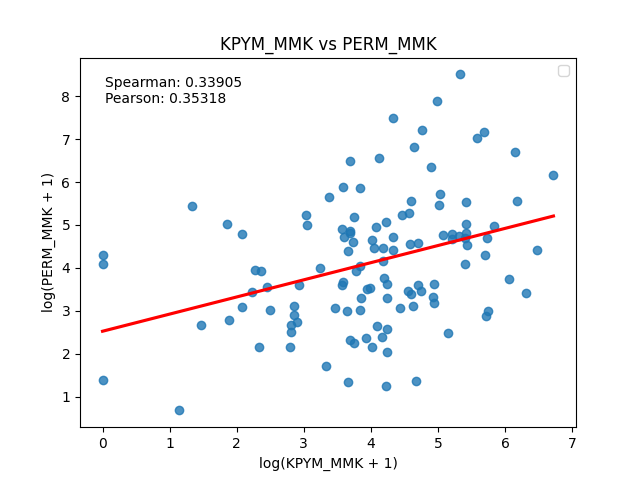 KPYM_MMK vs PERM_MMK
Spearman: 0.33905
Pearson: 0.35318
log(PERM_MMK + 1)
8
7
6
5
4
3
2
1
0 1 2 3 4 5 6 7
log(KPYM_MMK + 1)